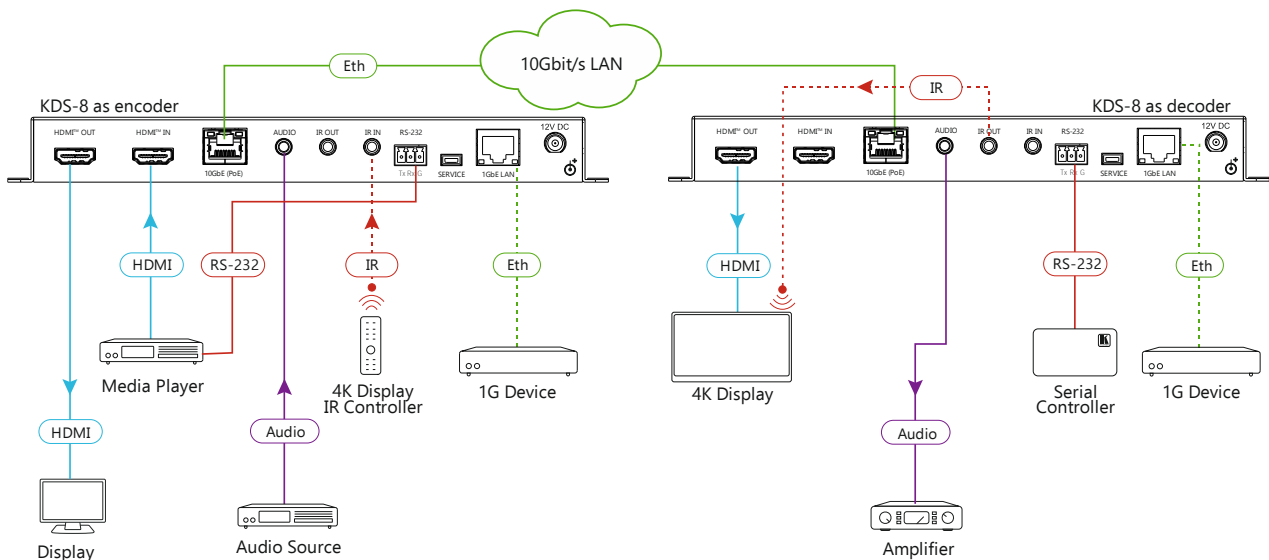 10Gbit/s LAN
Eth
IR
KDS-8 as encoder
KDS-8 as decoder
HDMI™ OUT
HDMI™ IN
AUDIO
IR OUT
IR IN
RS-232
12V DC
10GbE (PoE)
Tx Rx G
SERVICE
1GbE LAN
HDMI™ OUT
HDMI™ IN
AUDIO
IR OUT
IR IN
RS-232
12V DC
10GbE (PoE)
Tx Rx G
SERVICE
1GbE LAN
HDMI
RS-232
IR
Eth
HDMI
RS-232
Eth
Media Player
4K Display
IR Controller
1G Device
4K Display
Serial
Controller
1G Device
HDMI
Audio
Audio
Display
Audio Source
Amplifier